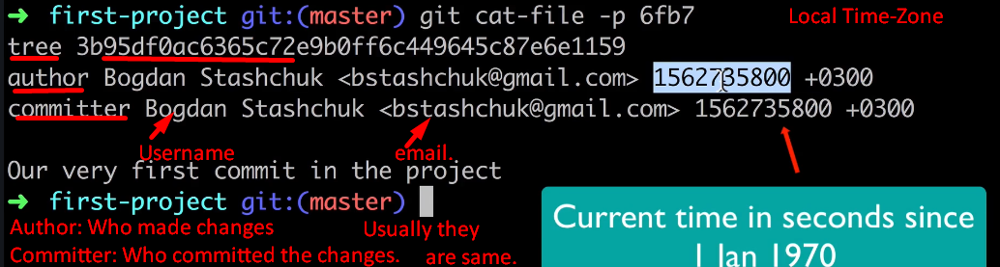 ➜ first-project git:(master) git cat-file -p 6fb7
Local Time-Zone
tree 3b95df0ac6365c72e9b0ff6c449645c87e6e1159
author Bogdan Stashchuk <bstashchuk@gmail.com> 1562735800 +0300
committer Bogdan Stashchuk <bstashchuk@gmail.com> 1562735800 +0300
Username
email.
Our very first commit in the project
➜ first-project git:(master)
Author: Who made changes
Committer: Who committed the changes.
Usually they
are same.
Current time in seconds since
1 Jan 1970